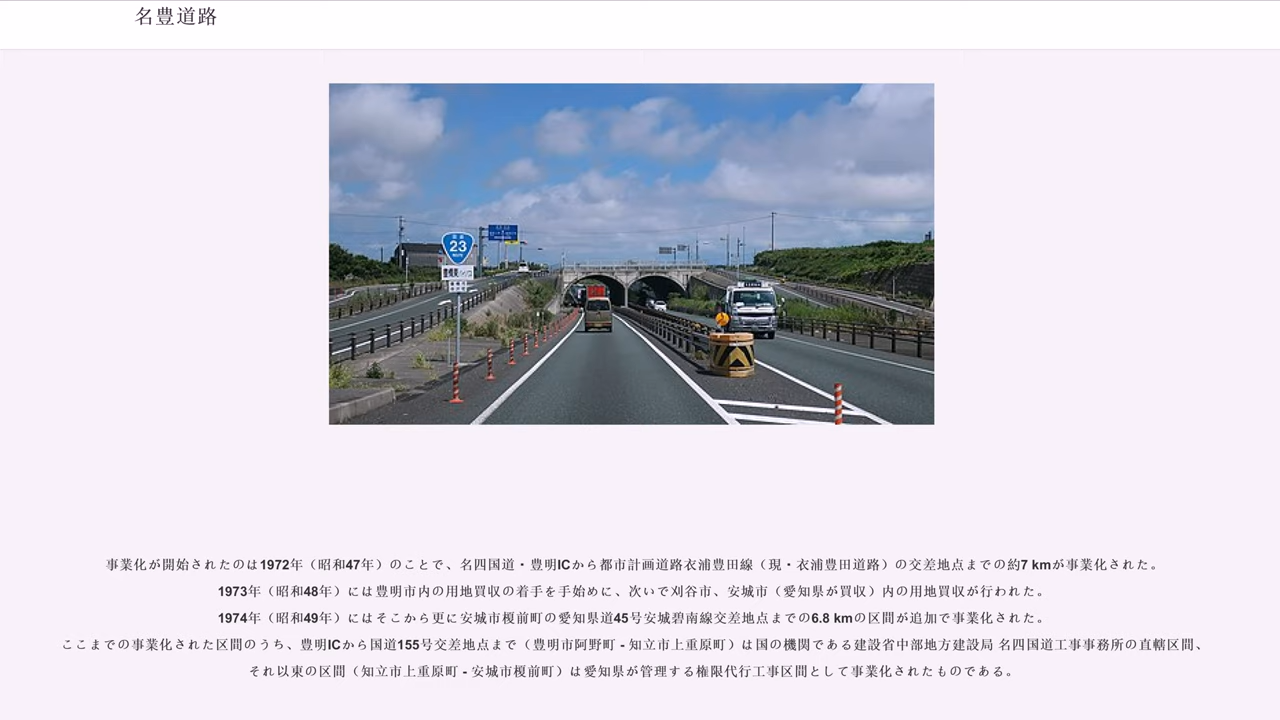 名豊道路
23
ROUTE
事業化が開始されたのは1972年（昭和47年）のことで、名四国道・豊明ICから都市計画道路衣浦豊田線（現・衣浦豊田道路）の交差地点までの約7 kmが事業化された。
1973年（昭和48年）には豊明市内の用地買収の着手を手始めに、次いで刈谷市、安城市（愛知県が買収）内の用地買収が行われた。
1974年（昭和49年）にはそこから更に安城市榎前町の愛知県道45号安城碧南線交差地点までの6.8 kmの区間が追加で事業化された。
ここまでの事業化された区間のうち、豊明ICから国道155号交差地点まで（豊明市阿野町 - 知立市上重原町）は国の機関である建設省中部地方建設局 名四国道工事事務所の直轄区間、
それ以東の区間（知立市上重原町 - 安城市榎前町）は愛知県が管理する権限代行工事区間として事業化されたものである。